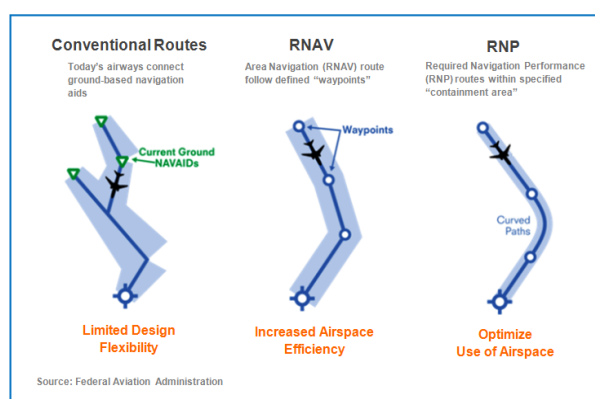 Conventional Routes
Today's airways connect
ground-based navigation
aids
Current Ground
NAVAIDs
Limited Design
Flexibility
RNAV
Area Navigation (RNAV) route
follow defined “waypoints”
Waypoints
Increased Airspace
Efficiency
RNP
Required Navigation Performance
(RNP) routes within specified
“containment area”
Curved
Paths
Optimize
Use of Airspace
Source: Federal Aviation Administration